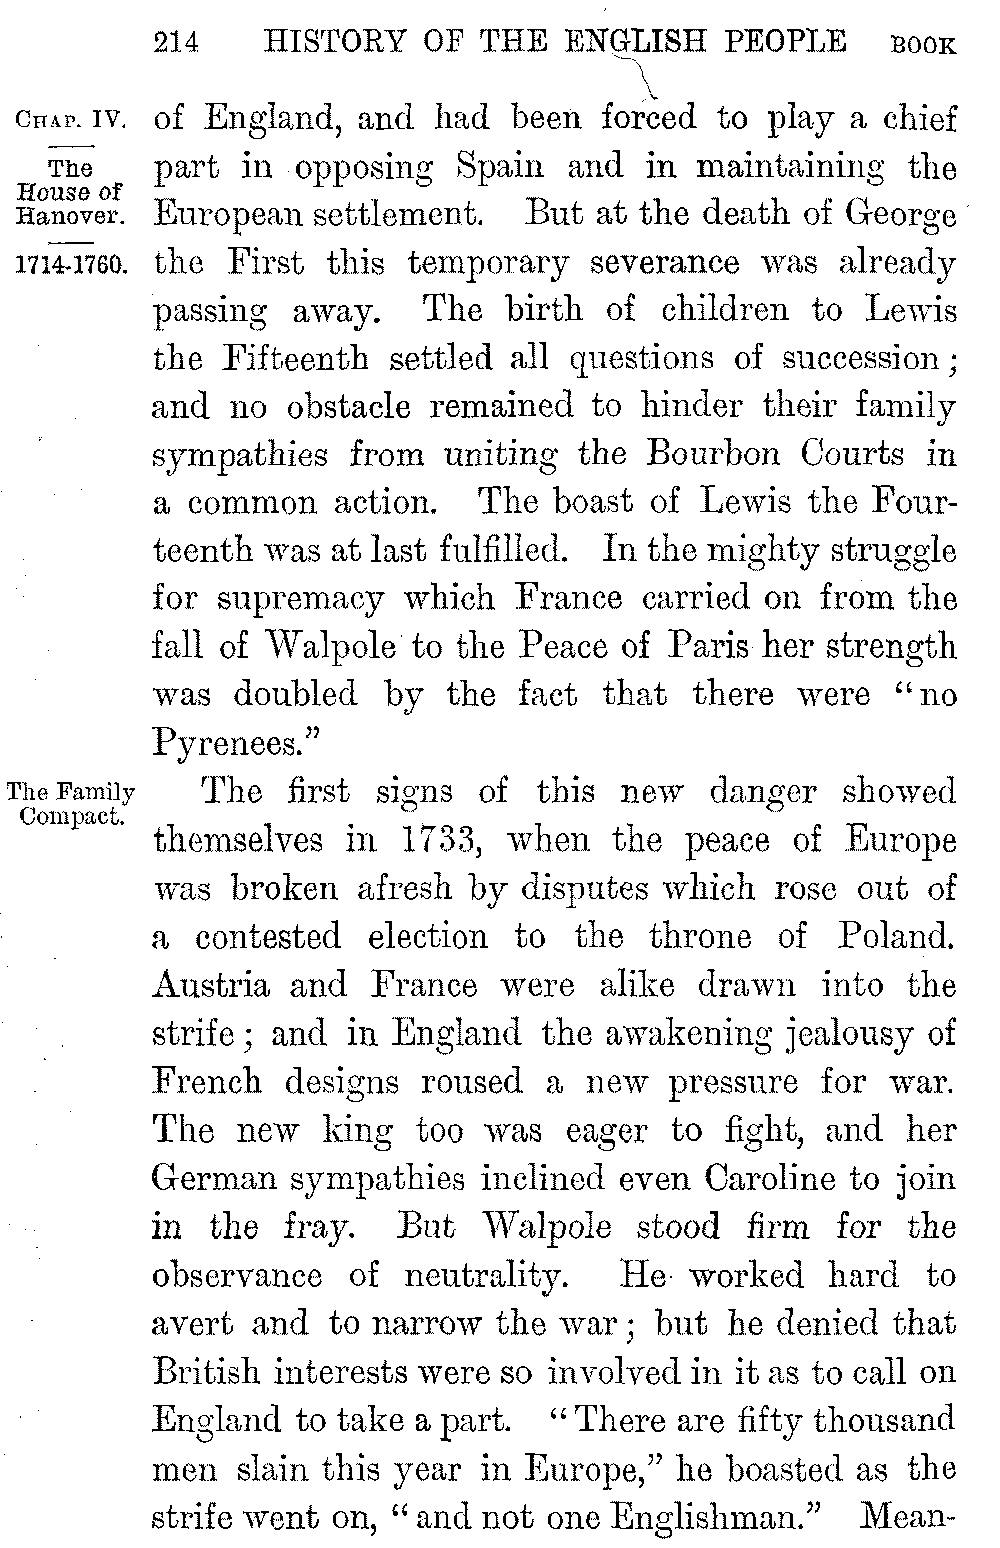 214 HISTORY OF THE ENGLISH PEOPLE BOOK
CHAP. IV.
The
House of
Hanover.
1714-1760.
of England, and had been forced to play a chief
part in opposing Spain and in maintaining the
European settlement. But at the death of George
the First this temporary severance was already
passing away. The birth of children to Lewis
the Fifteenth settled all questions of succession;
and no obstacle remained to hinder their family
sympathies from uniting the Bourbon Courts in
a common action. The boast of Lewis the Four-
teenth was at last fulfilled. In the mighty struggle
for supremacy which France carried on from the
fall of Walpole to the Peace of Paris her strength
was doubled by the fact that there were "no
Pyrenees."
The Family
Compact.
The first signs of this new danger showed
themselves in 1733, when the peace of Europe
was broken afresh by disputes which rose out of
a contested election to the throne of Poland.
Austria and France were alike drawn into the
strife; and in England the awakening jealousy of
French designs roused a new pressure for war.
The new king too was eager to fight, and her
German sympathies inclined even Caroline to join
in the fray. But Walpole stood firm for the
observance of neutrality. He worked hard to
avert and to narrow the war; but he denied that
British interests were so involved in it as to call on
England to take a part. "There are fifty thousand
men slain this year in Europe," he boasted as the
strife went on, "and not one Englishman." Mean-